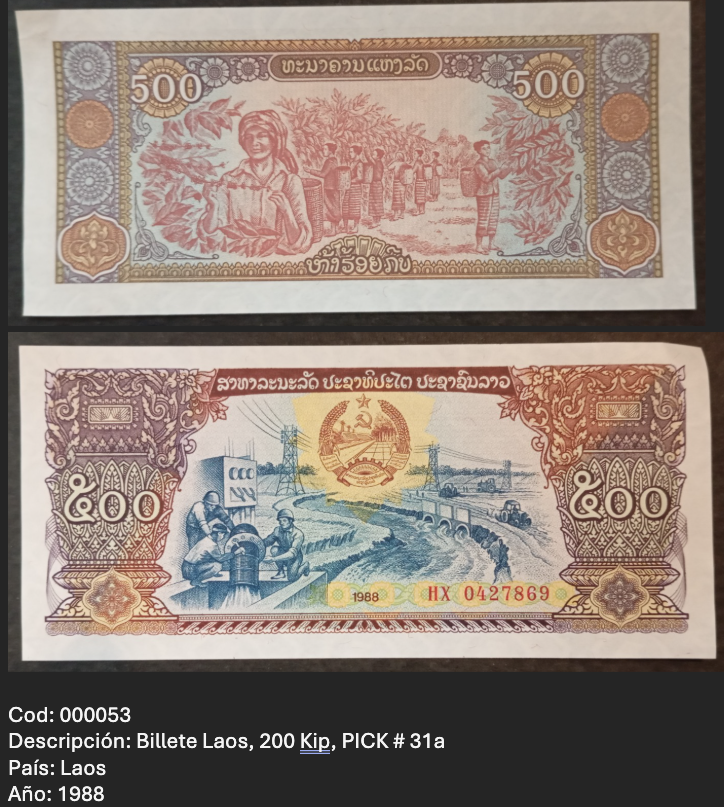 ທະນາຄານແຫ່ງລັດ
500 500
ຫ້າຮ້ອຍກີບ
ສາທາລະນະລັດ ປະຊາທິປະໄຕ ປະຊາຊົນລາວ
໕໐໐ ໕໐໐
1988 HX 0427869
Cod: 000053
Descripción: Billete Laos, 200 Kip, PICK # 31a
País: Laos
Año: 1988